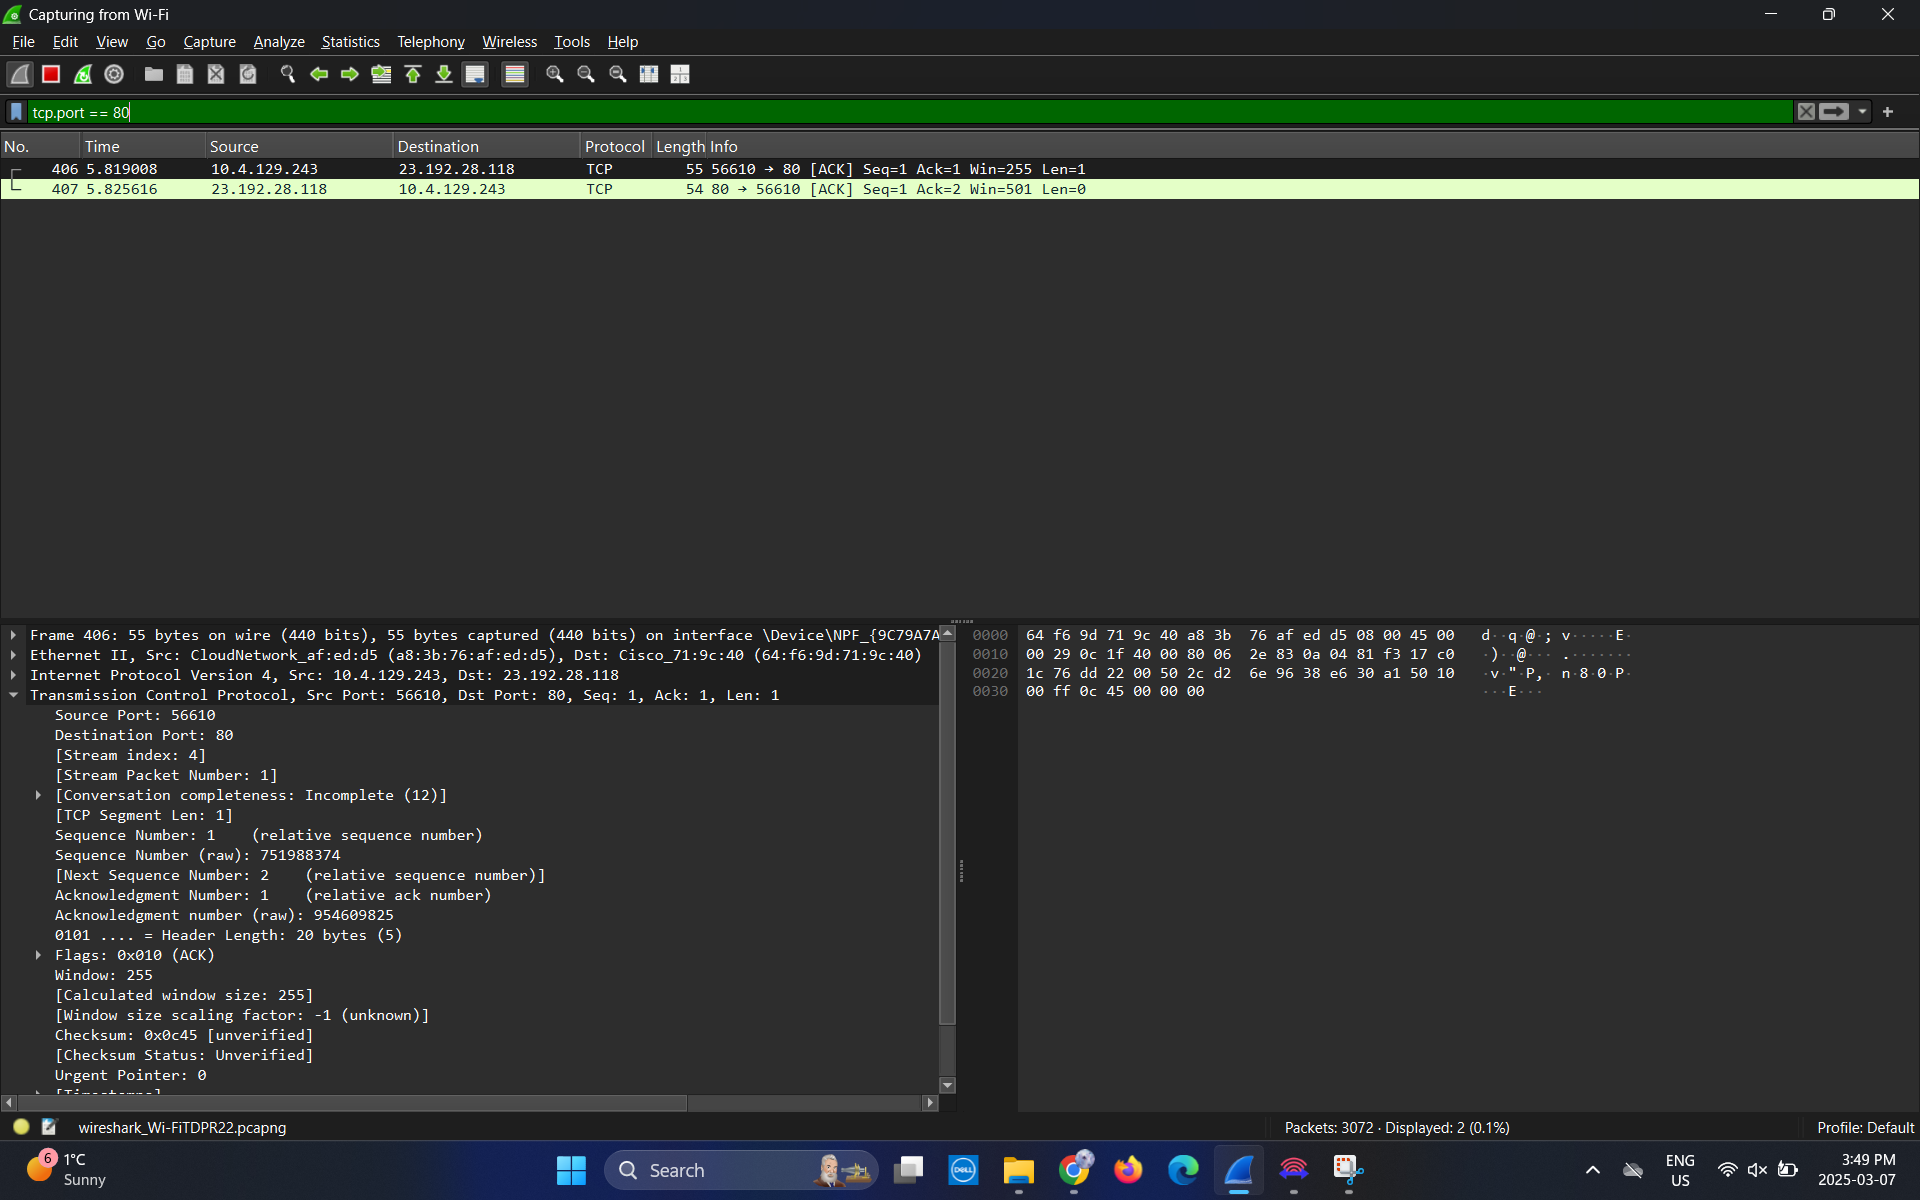 Capturing from Wi-Fi
File Edit View Go Capture Analyze Statistics Telephony Wireless Tools Help
tcp.port == 80
No. Time Source Destination Protocol Length Info
406 5.819008 10.4.129.243 23.192.28.118 TCP 55 56610 → 80 [ACK] Seq=1 Ack=1 Win=255 Len=1
407 5.825616 23.192.28.118 10.4.129.243 TCP 54 80 → 56610 [ACK] Seq=1 Ack=2 Win=501 Len=0
Frame 406: 55 bytes on wire (440 bits), 55 bytes captured (440 bits) on interface \Device\NPF_{9C79A7A
Ethernet II, Src: CloudNetwork_af:ed:d5 (a8:3b:76:af:ed:d5), Dst: Cisco_71:9c:40 (64:f6:9d:71:9c:40)
Internet Protocol Version 4, Src: 10.4.129.243, Dst: 23.192.28.118
Transmission Control Protocol, Src Port: 56610, Dst Port: 80, Seq: 1, Ack: 1, Len: 1
Source Port: 56610
Destination Port: 80
[Stream index: 4]
[Stream Packet Number: 1]
[Conversation completeness: Incomplete (12)]
[TCP Segment Len: 1]
Sequence Number: 1 (relative sequence number)
Sequence Number (raw): 751988374
[Next Sequence Number: 2 (relative sequence number)]
Acknowledgment Number: 1 (relative ack number)
Acknowledgment number (raw): 954609825
0101 .... = Header Length: 20 bytes (5)
Flags: 0x010 (ACK)
Window: 255
[Calculated window size: 255]
[Window size scaling factor: -1 (unknown)]
Checksum: 0x0c45 [unverified]
[Checksum Status: Unverified]
Urgent Pointer: 0
[Timestamps]
0000 64 f6 9d 71 9c 40 a8 3b 76 af ed d5 08 00 45 00 d··q·@·; v·····E·
0010 00 29 0c 1f 40 00 80 06 2e 83 0a 04 81 f3 17 c0 ·)··@··· .·······
0020 1c 76 dd 22 00 50 2c d2 6e 96 38 e6 30 a1 50 10 ·v·"·P,· n·8·0·P·
0030 00 ff 0c 45 00 00 00 ···E···
wireshark_Wi-FiTDPR22.pcapng
Packets: 3072 · Displayed: 2 (0.1%)
Profile: Default
6
1°C
Sunny
Search
DELL
ENG
US
3:49 PM
2025-03-07